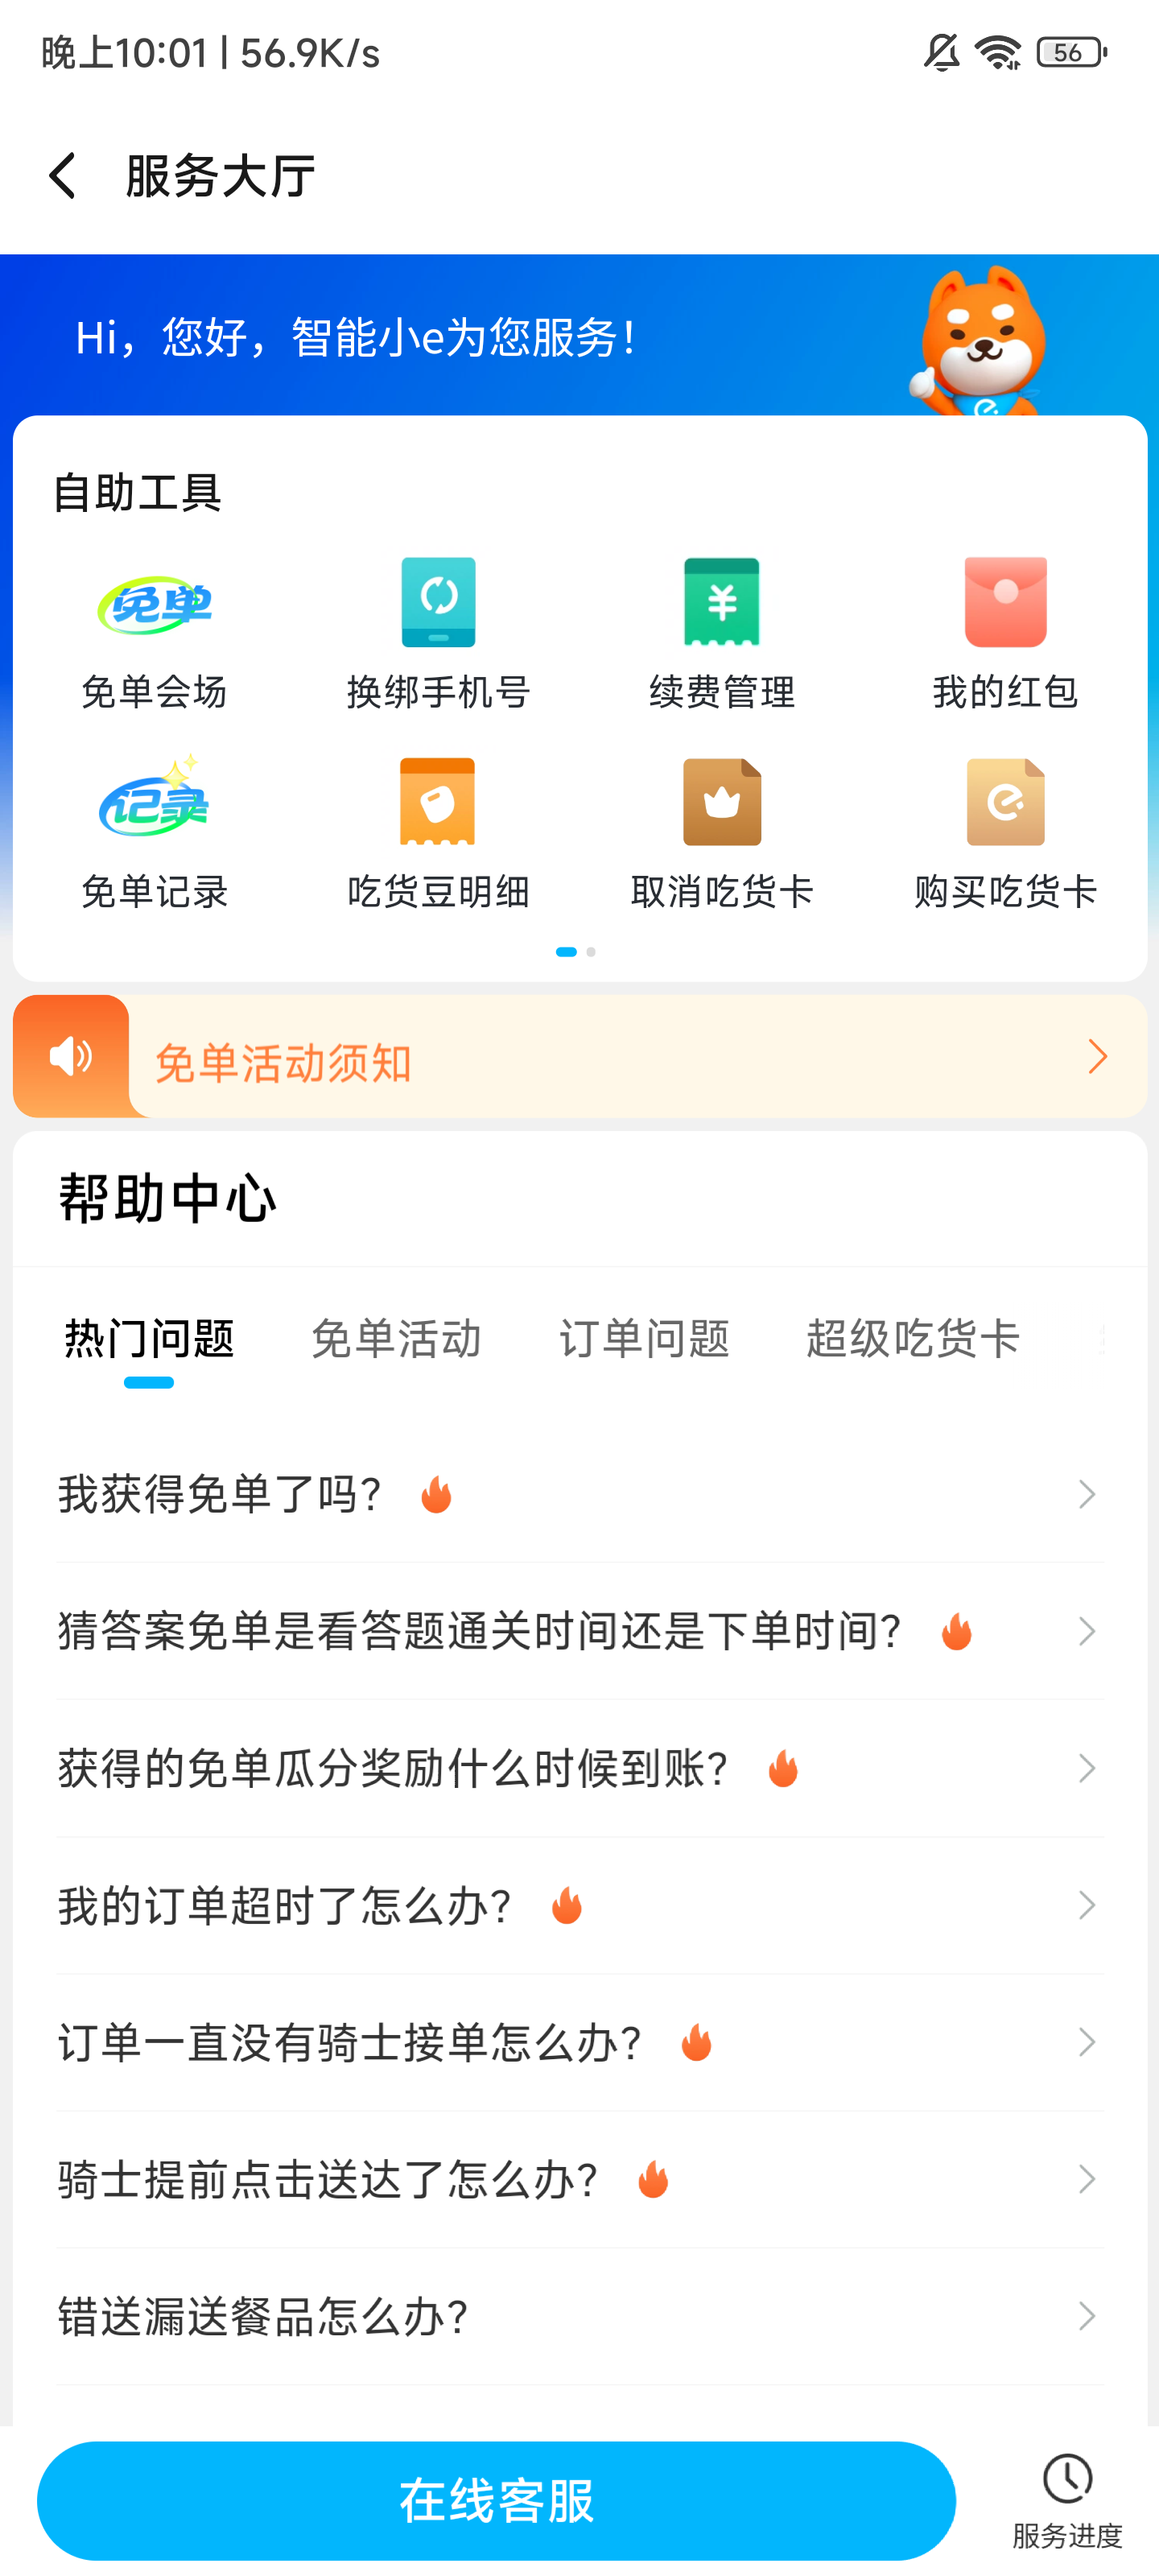 晚上10:01 | 56.9K/s
56
服务大厅
Hi，您好，智能小e为您服务！
自助工具
免单
免单会场
换绑手机号
续费管理
我的红包
记录
免单记录
吃货豆明细
取消吃货卡
购买吃货卡
免单活动须知
帮助中心
热门问题
免单活动
订单问题
超级吃货卡
我获得免单了吗？
猜答案免单是看答题通关时间还是下单时间？
获得的免单瓜分奖励什么时候到账？
我的订单超时了怎么办？
订单一直没有骑士接单怎么办？
骑士提前点击送达了怎么办？
错送漏送餐品怎么办？
在线客服
服务进度